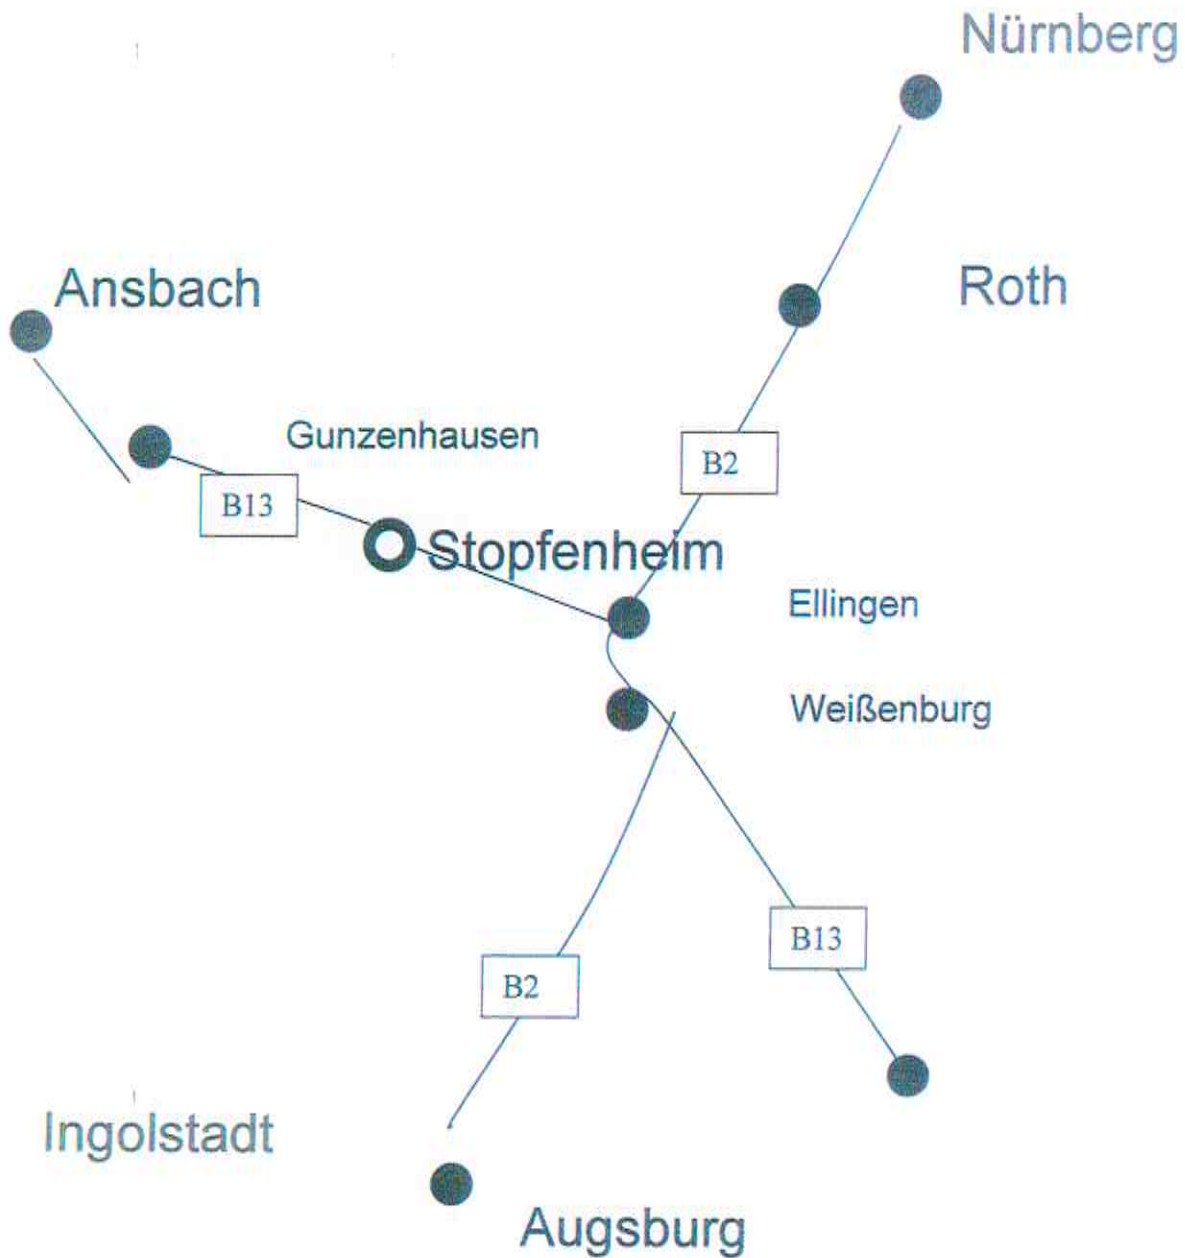 Nürnberg
Ansbach
Roth
Gunzenhausen
B2
B13
Stopfenheim
Ellingen
Weißenburg
B13
B2
Ingolstadt
Augsburg